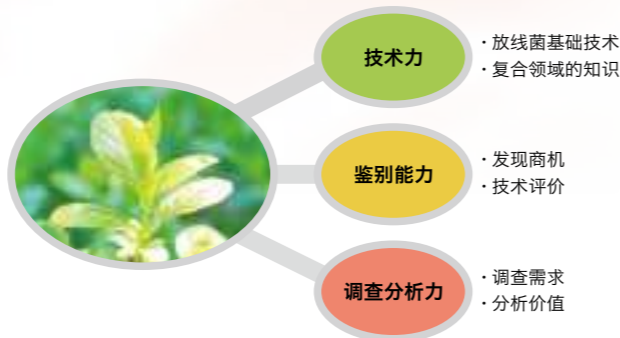 技术力
·放线菌基础技术
·复合领域的知识
鉴别能力
·发现商机
·技术评价
调查分析力
·调查需求
·分析价值